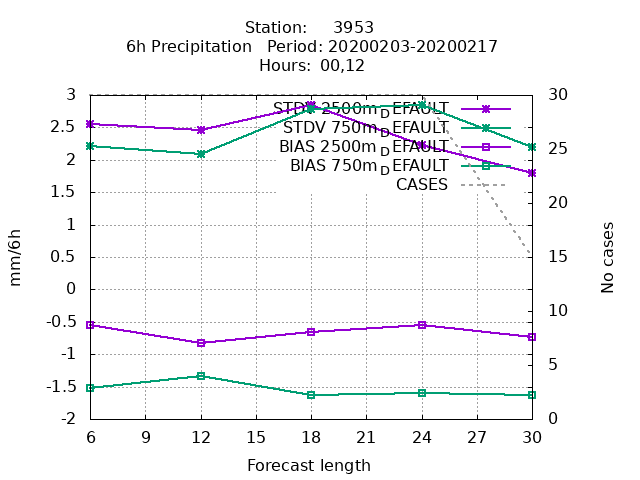 Station: 3953
6h Precipitation Period: 20200203-20200217
Hours: 00,12
3
2.5
2
1.5
1
0.5
0
-0.5
-1
-1.5
-2
mm/6h
STDV 2500m_DEFAULT
STDV 750m_DEFAULT
BIAS 2500m_DEFAULT
BIAS 750m_DEFAULT
CASES
30
25
20
15
10
5
0
No cases
6 9 12 15 18 21 24 27 30
Forecast length